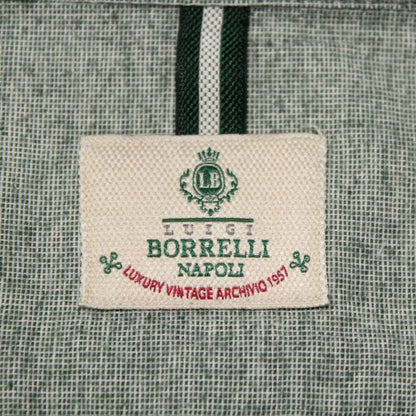 LB
LUIGI
BORRELLI
NAPOLI
LUXURY VINTAGE ARCHIVIO 1957